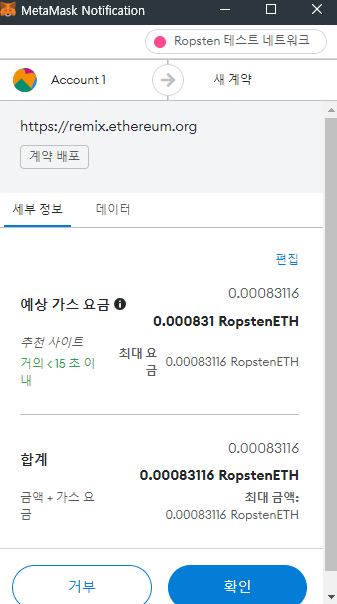 MetaMask Notification
Ropsten 테스트 네트워크
Account 1
새 계약
https://remix.ethereum.org
계약 배포
세부 정보
데이터
편집
0.00083116
예상 가스 요금
0.000831 RopstenETH
추천 사이트
거의 < 15 초 이
내
최대 요
금
0.00083116 RopstenETH
0.00083116
합계
0.00083116 RopstenETH
금액 + 가스 요
금
최대 금액:
0.00083116 RopstenETH
거부
확인